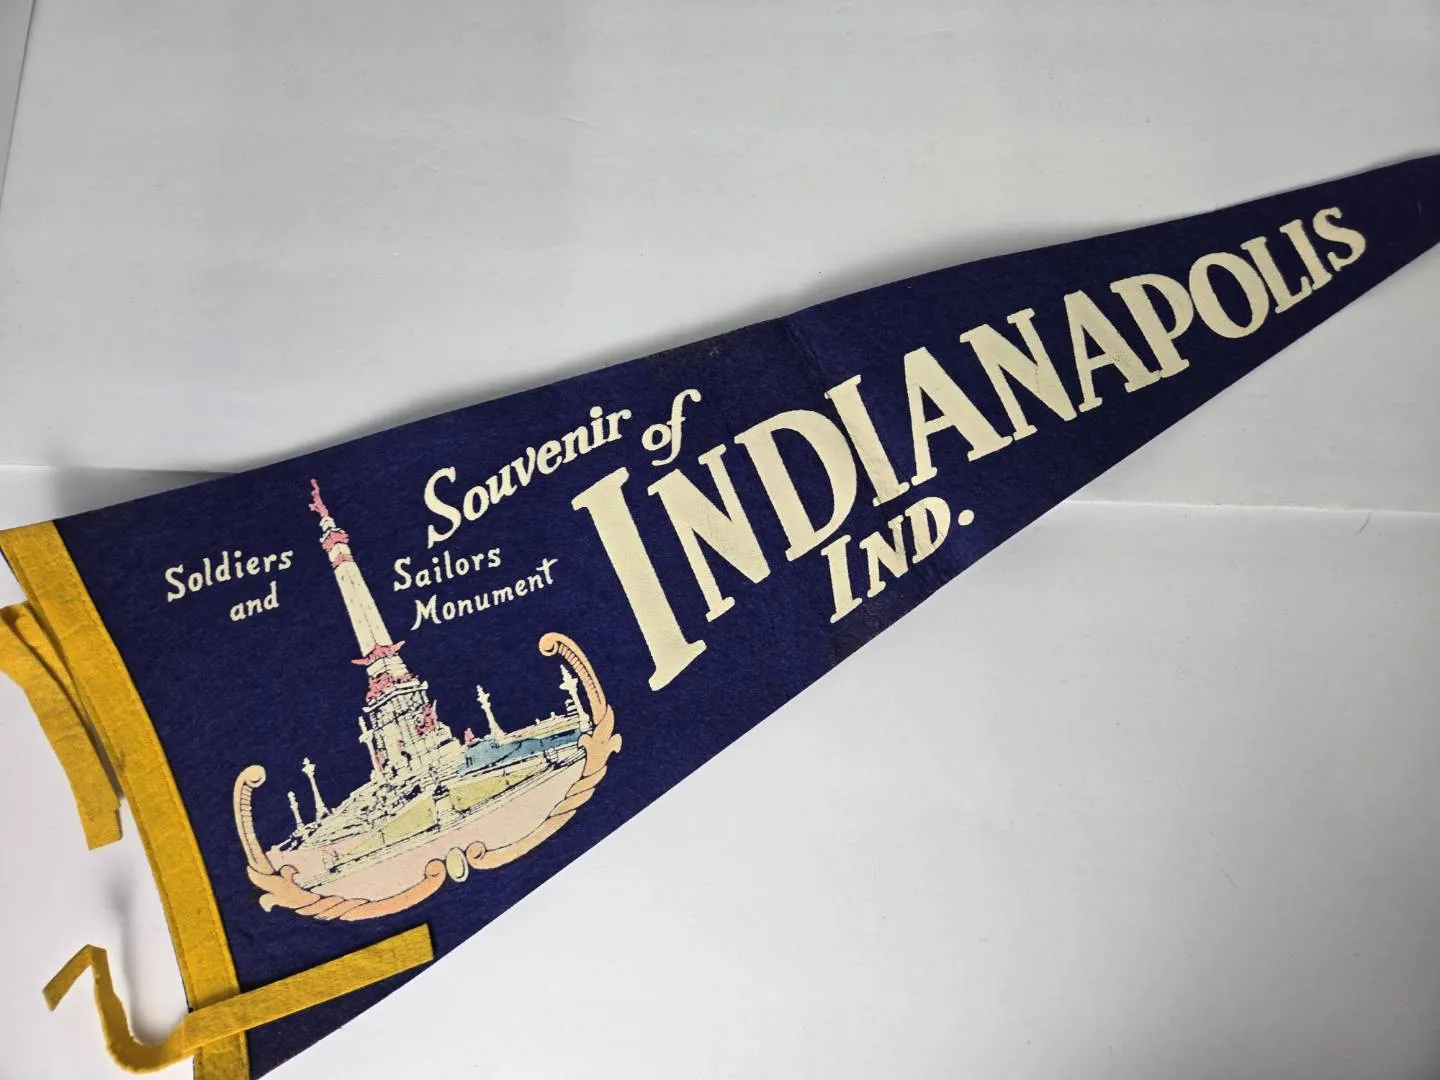 Souvenir of
INDIANAPOLIS
IND.
Soldiers Sailors
and Monument